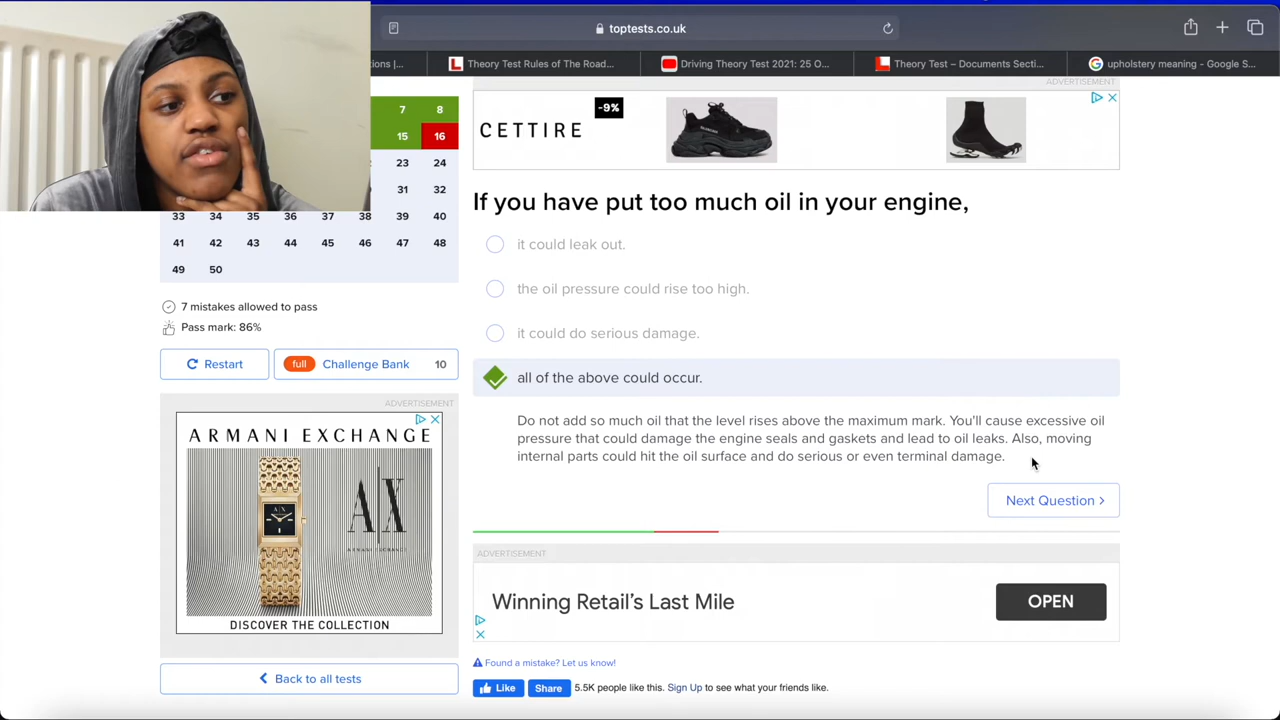 toptests.co.uk
tions |...
Theory Test Rules of The Road...
Driving Theory Test 2021: 25 O...
Theory Test – Documents Secti...
upholstery meaning - Google S...
ADVERTISEMENT
CETTIRE
-9%
7 8
15 16
23 24
31 32
33 34 35 36 37 38 39 40
41 42 43 44 45 46 47 48
49 50
7 mistakes allowed to pass
Pass mark: 86%
Restart
full Challenge Bank 10
ADVERTISEMENT
ARMANI EXCHANGE
A|X
ARMANI EXCHANGE
DISCOVER THE COLLECTION
Back to all tests
If you have put too much oil in your engine,
it could leak out.
the oil pressure could rise too high.
it could do serious damage.
all of the above could occur.
Do not add so much oil that the level rises above the maximum mark. You'll cause excessive oil
pressure that could damage the engine seals and gaskets and lead to oil leaks. Also, moving
internal parts could hit the oil surface and do serious or even terminal damage.
Next Question
ADVERTISEMENT
Winning Retail's Last Mile
OPEN
Found a mistake? Let us know!
Like Share 5.5K people like this. Sign Up to see what your friends like.